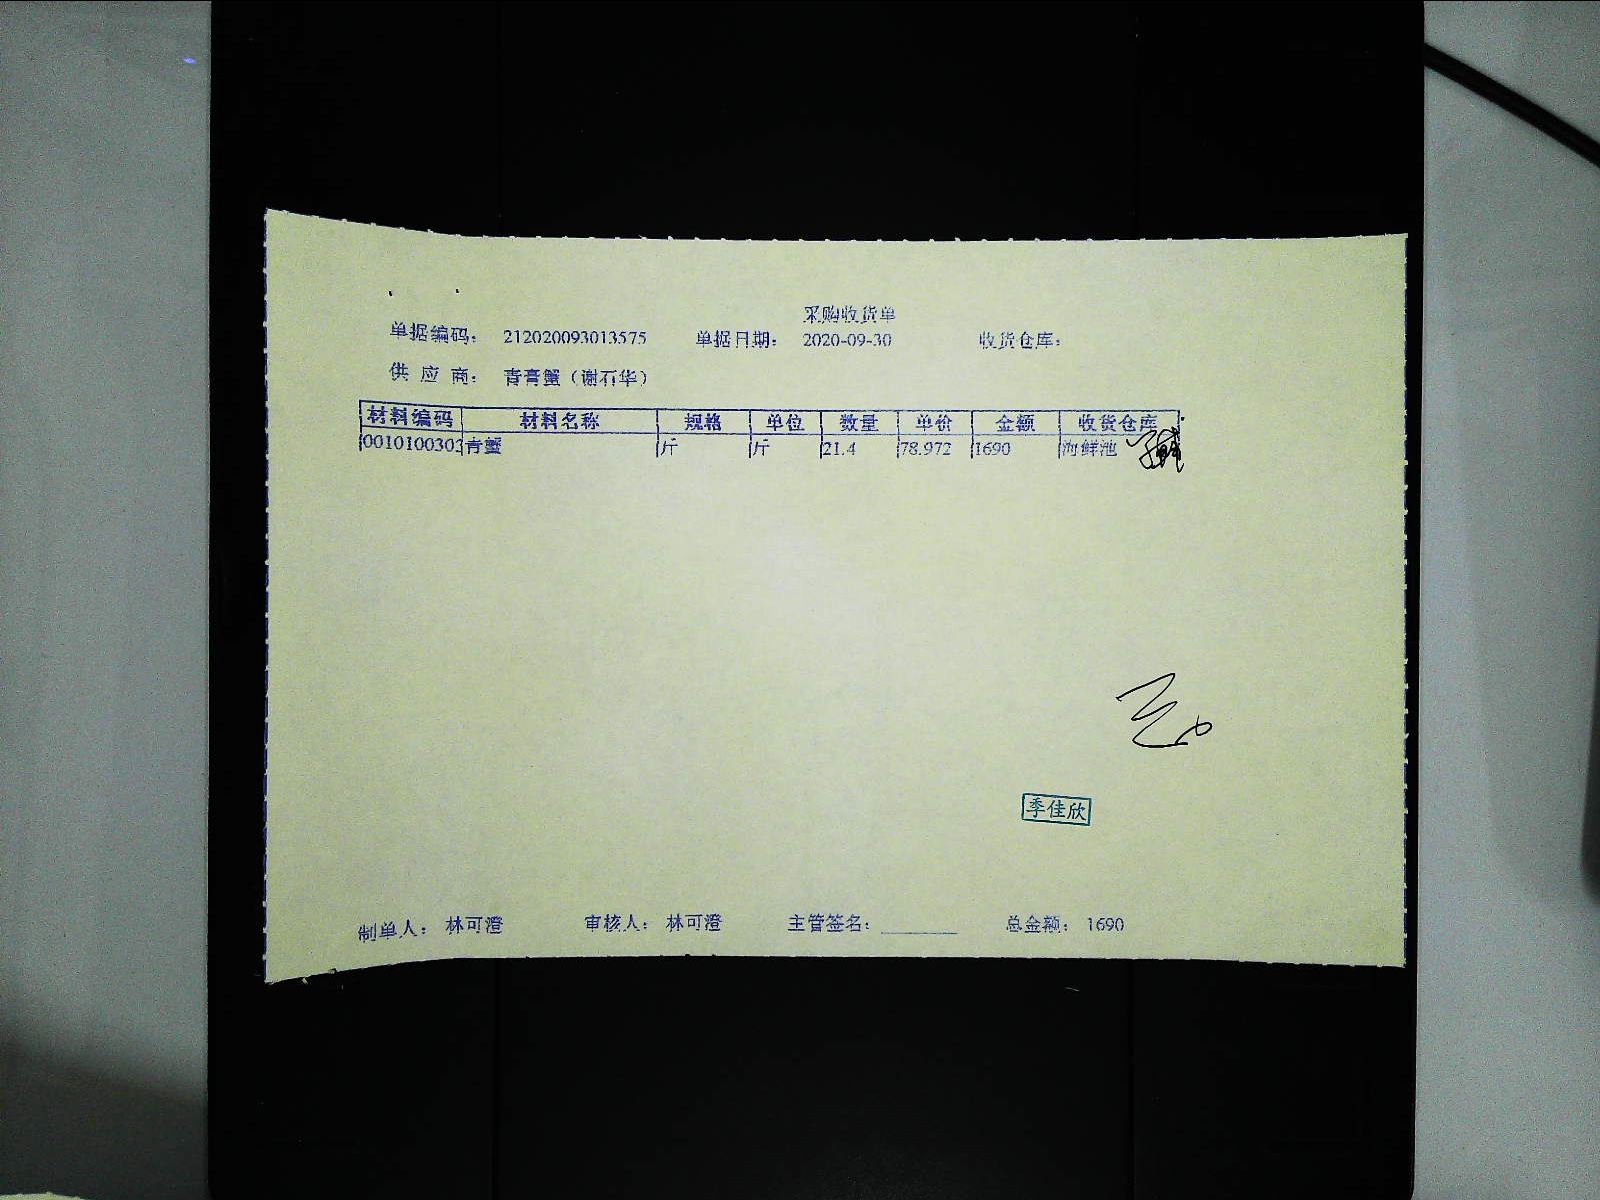 采购收货单
单据编码： 212020093013575 单据日期： 2020-09-30 收货仓库：
供 应 商： 青膏蟹（谢石华）
材料编码 材料名称 规格 单位 数量 单价 金额 收货仓库
0010100303 青蟹 斤 斤 21.4 78.972 1690 海鲜池
季佳欣
制单人： 林可澄 审核人： 林可澄 主管签名： 总金额： 1690